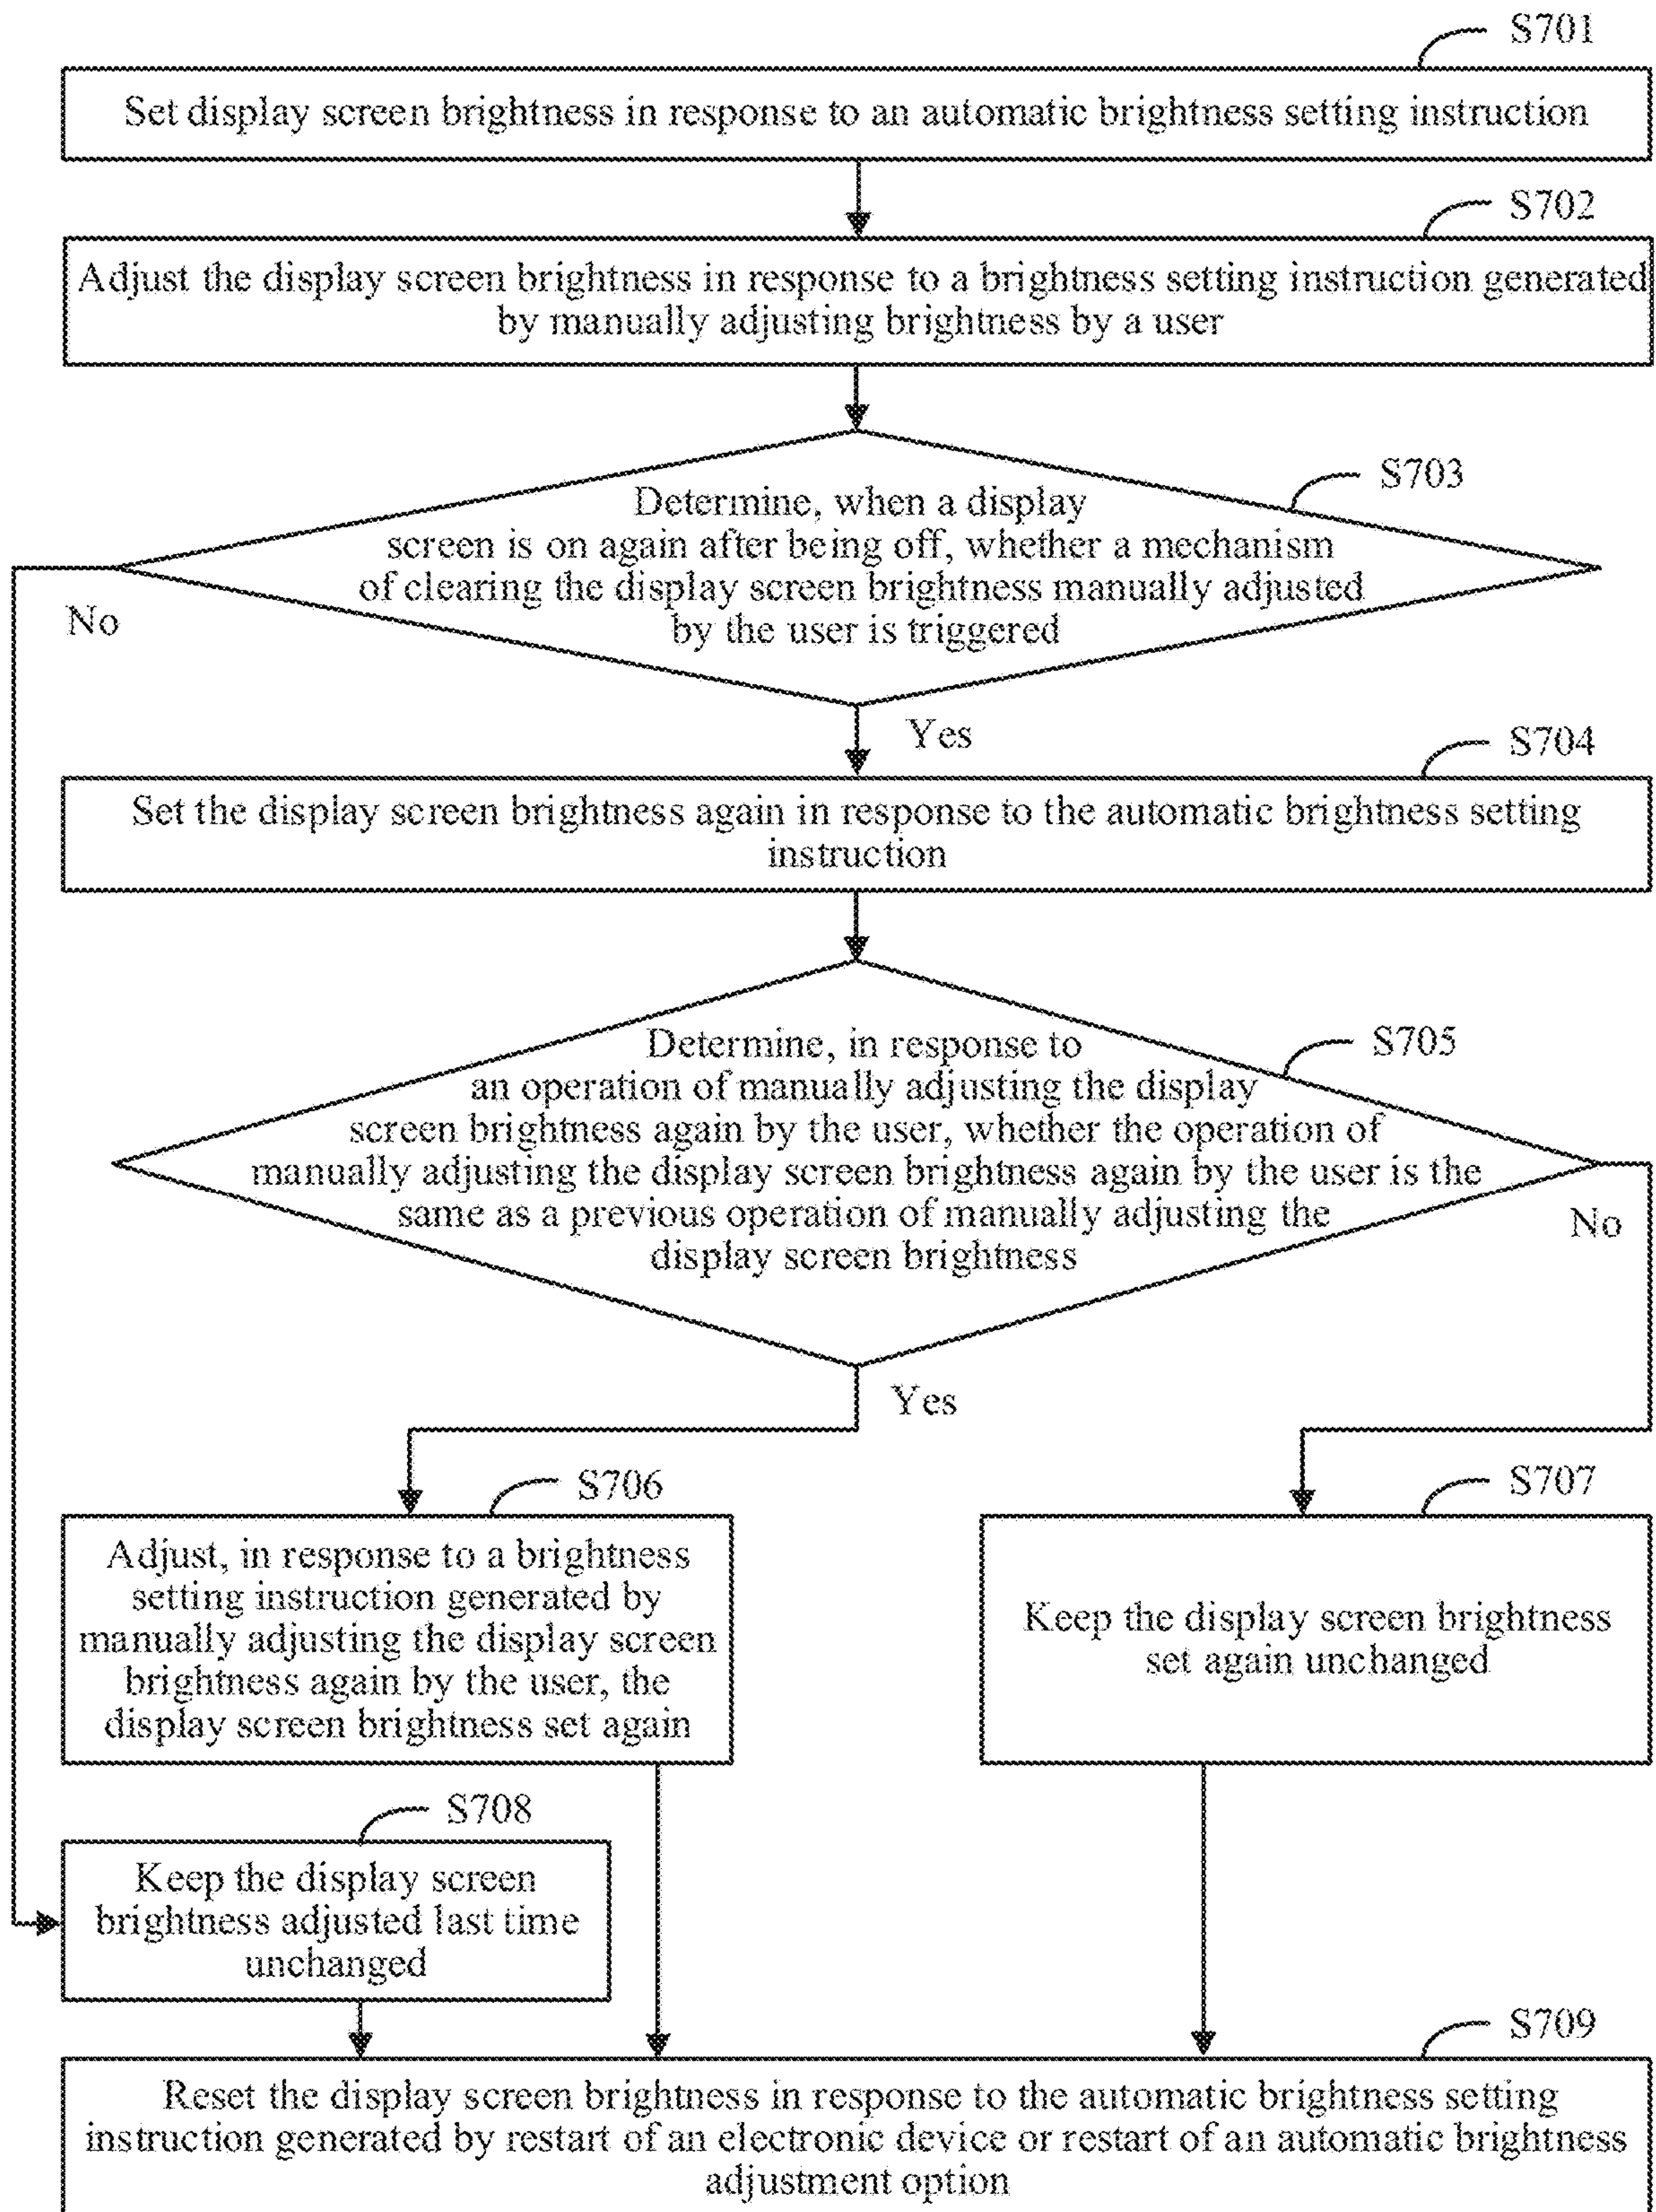 S701
Set display screen brightness in response to an automatic brightness setting instruction
S702
Adjust the display screen brightness in response to a brightness setting instruction generated
by manually adjusting brightness by a user
S703
Determine, when a display
screen is on again after being off, whether a mechanism
of clearing the display screen brightness manually adjusted
by the user is triggered
No
Yes
S704
Set the display screen brightness again in response to the automatic brightness setting
instruction
S705
Determine, in response to
an operation of manually adjusting the display
screen brightness again by the user, whether the operation of
manually adjusting the display screen brightness again by the user is the
same as a previous operation of manually adjusting the
display screen brightness
No
Yes
S706
Adjust, in response to a brightness
setting instruction generated by
manually adjusting the display screen
brightness again by the user, the
display screen brightness set again
S707
Keep the display screen brightness
set again unchanged
S708
Keep the display screen
brightness adjusted last time
unchanged
S709
Reset the display screen brightness in response to the automatic brightness setting
instruction generated by restart of an electronic device or restart of an automatic brightness
adjustment option